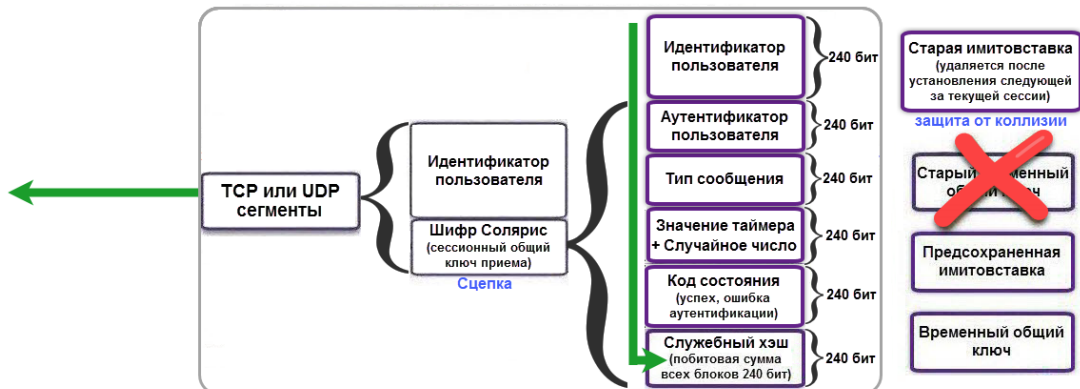 TCP или UDP
сегменты
Идентификатор
пользователя
Шифр Солярис
(сессионный общий
ключ приема)
Сцепка
Идентификатор
пользователя
240 бит
Аутентификатор
пользователя
240 бит
Тип сообщения
240 бит
Значение таймера
+ Случайное число
240 бит
Код состояния
(успех, ошибка
аутентификации)
240 бит
Служебный хэш
(побитовая сумма
всех блоков 240 бит)
240 бит
Старая имитовставка
(удаляется после
установления следующей
за текущей сессии)
защита от коллизии
Старый
ключ
Предсохраненная
имитовставка
Временный общий
ключ